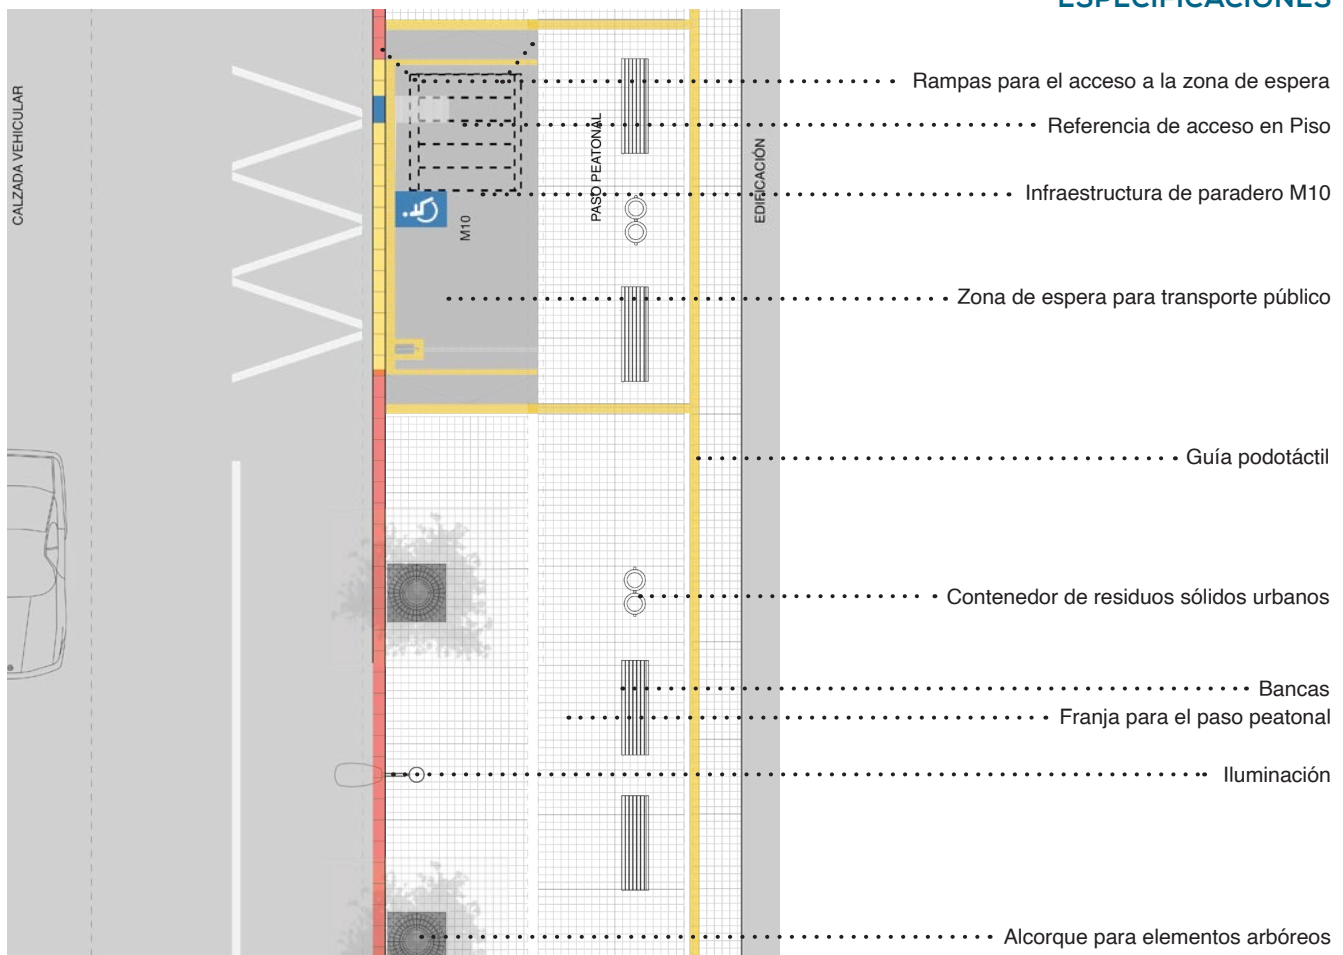 ESPECIFICACIONES
CALZADA VEHICULAR
PASO PEATONAL
EDIFICACIÓN
M10
Rampas para el acceso a la zona de espera
Referencia de acceso en Piso
Infraestructura de paradero M10
Zona de espera para transporte público
Guía podotáctil
Contenedor de residuos sólidos urbanos
Bancas
Franja para el paso peatonal
Iluminación
Alcorque para elementos arbóreos